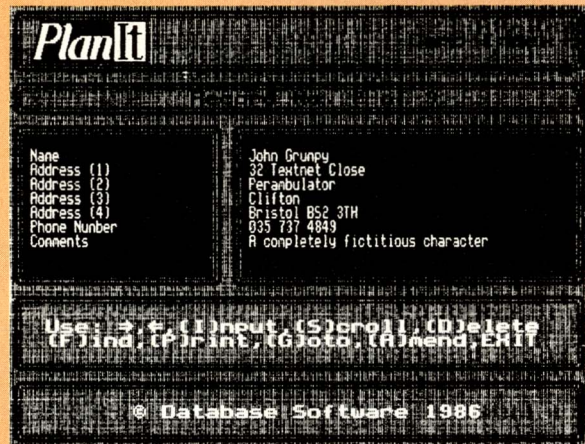 PlanIt
Name
Address (1)
Address (2)
Address (3)
Address (4)
Phone Number
Comments
John Grumpy
32 Textnet Close
Perambulator
Clifton
Bristol BS2 3TH
035 737 4849
A completely fictitious character
Use: →,←,(I)nput,(S)croll,(D)elete
(F)ind,(P)rint,(G)oto,(A)mend,EXIT
© Database Software 1986